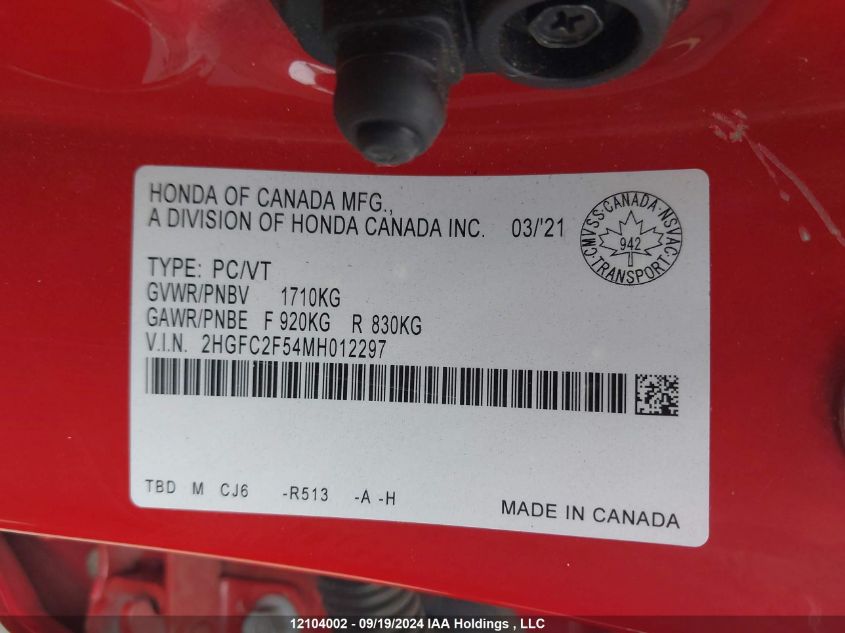 HONDA OF CANADA MFG.,
A DIVISION OF HONDA CANADA INC. 03/'21
CMVSS·CANADA·NSVAC·TRANSPORT·
942
TYPE: PC/VT
GVWR/PNBV 1710KG
GAWR/PNBE F 920KG R 830KG
V.I.N. 2HGFC2F54MH012297
TBD M CJ6 -R513 -A -H
MADE IN CANADA
12104002 - 09/19/2024 IAA Holdings, LLC